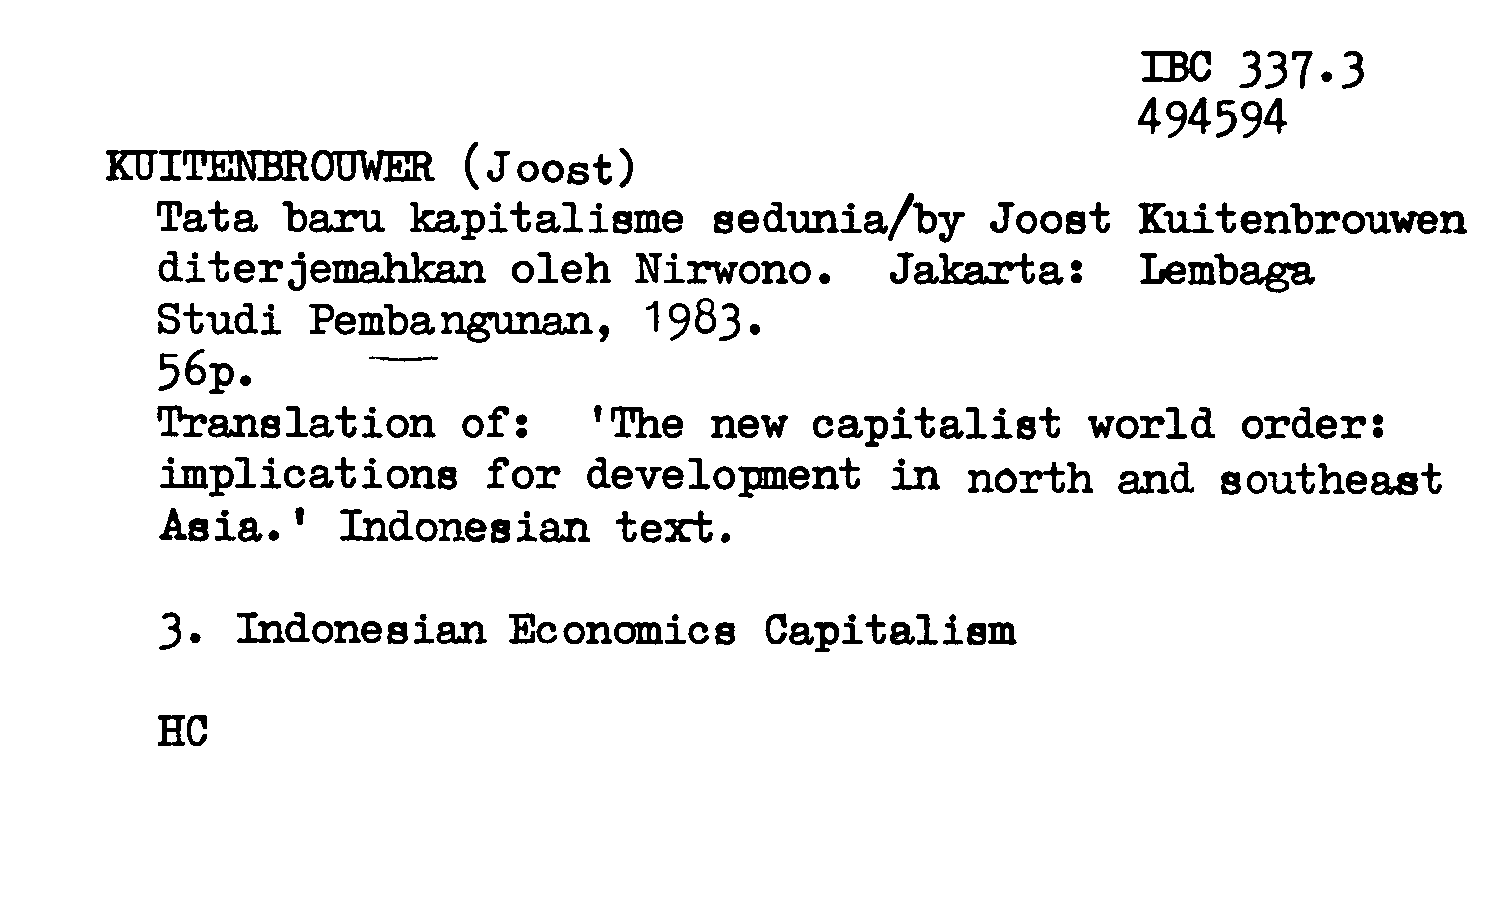 IBC 337.3
494594
KUITENBROUWER (Joost)
Tata baru kapitalisme sedunia/by Joost Kuitenbrouwen
diterjemahkan oleh Nirwono. Jakarta: Lembaga
Studi Pembangunan, 1983.
56p.
Translation of: 'The new capitalist world order:
implications for development in north and southeast
Asia.' Indonesian text.
3. Indonesian Economics Capitalism
HC